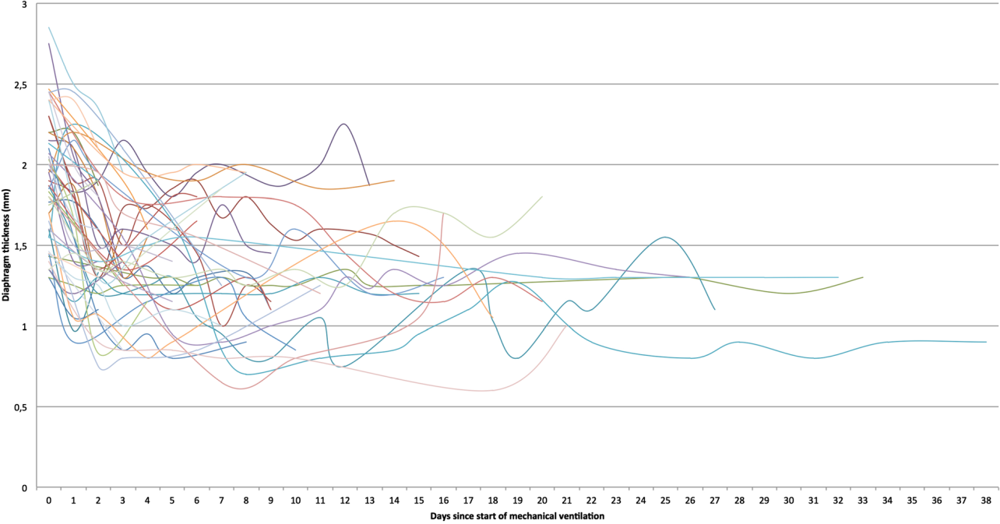 3
2,5
2
1,5
1
0,5
0
Diaphragm thickness (mm)
0 1 2 3 4 5 6 7 8 9 10 11 12 13 14 15 16 17 18 19 20 21 22 23 24 25 26 27 28 29 30 31 32 33 34 35 36 37 38
Days since start of mechanical ventilation